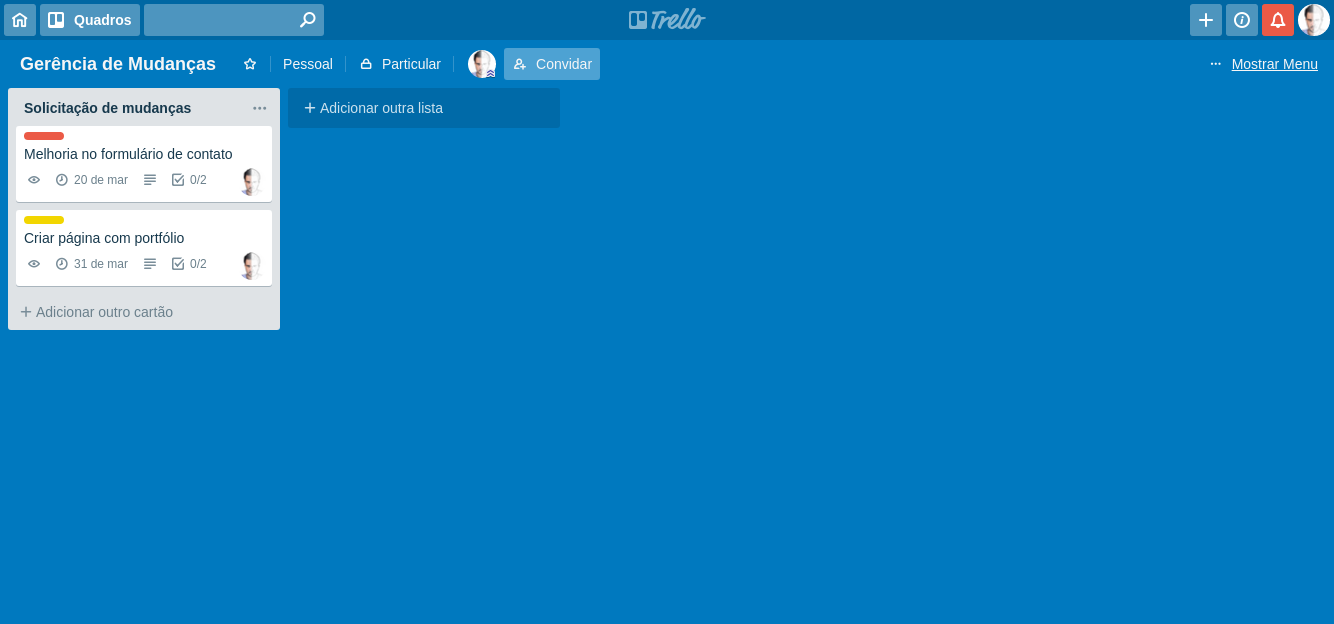 Quadros
Trello
Gerência de Mudanças
Pessoal
Particular
Convidar
Mostrar Menu
Solicitação de mudanças
Melhoria no formulário de contato
20 de mar
0/2
Criar página com portfólio
31 de mar
0/2
Adicionar outro cartão
Adicionar outra lista